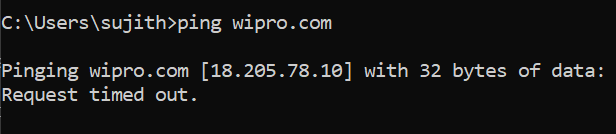 C:\Users\sujith>ping wipro.com
Pinging wipro.com [18.205.78.10] with 32 bytes of data:
Request timed out.